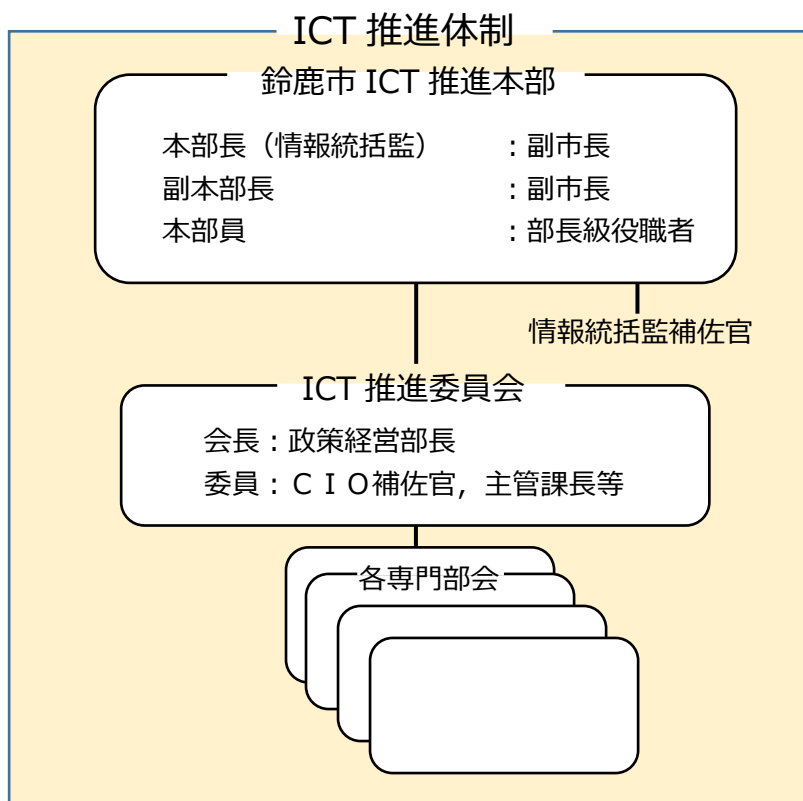 ICT 推進体制
鈴鹿市 ICT 推進本部
本部長（情報統括監） ：副市長
副本部長 ：副市長
本部員 ：部長級役職者
情報統括監補佐官
ICT 推進委員会
会長：政策経営部長
委員：ＣＩＯ補佐官，主管課長等
各専門部会